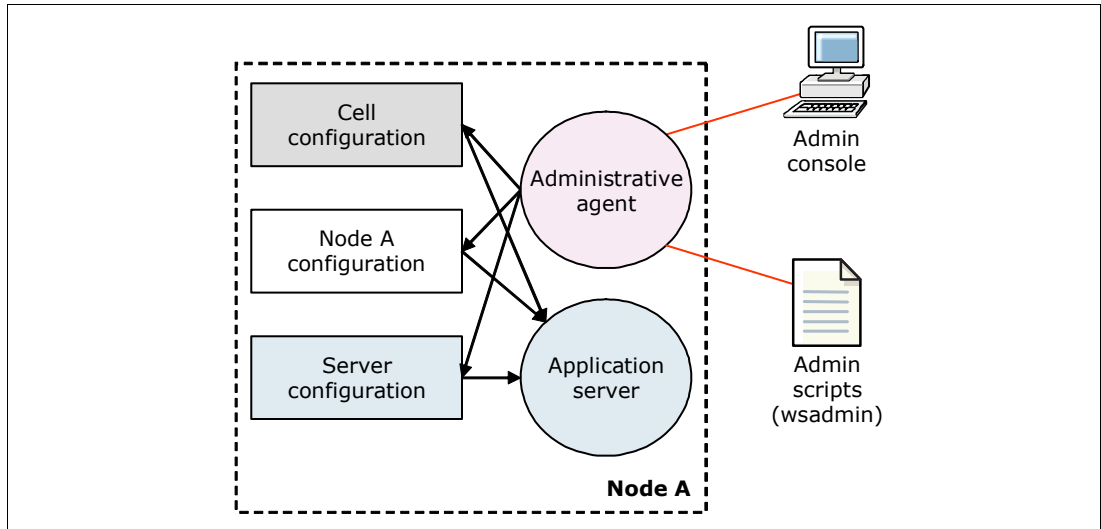 Cell
configuration
Administrative
agent
Admin
console
Node A
configuration
Server
configuration
Application
server
Admin
scripts
(wsadmin)
Node A